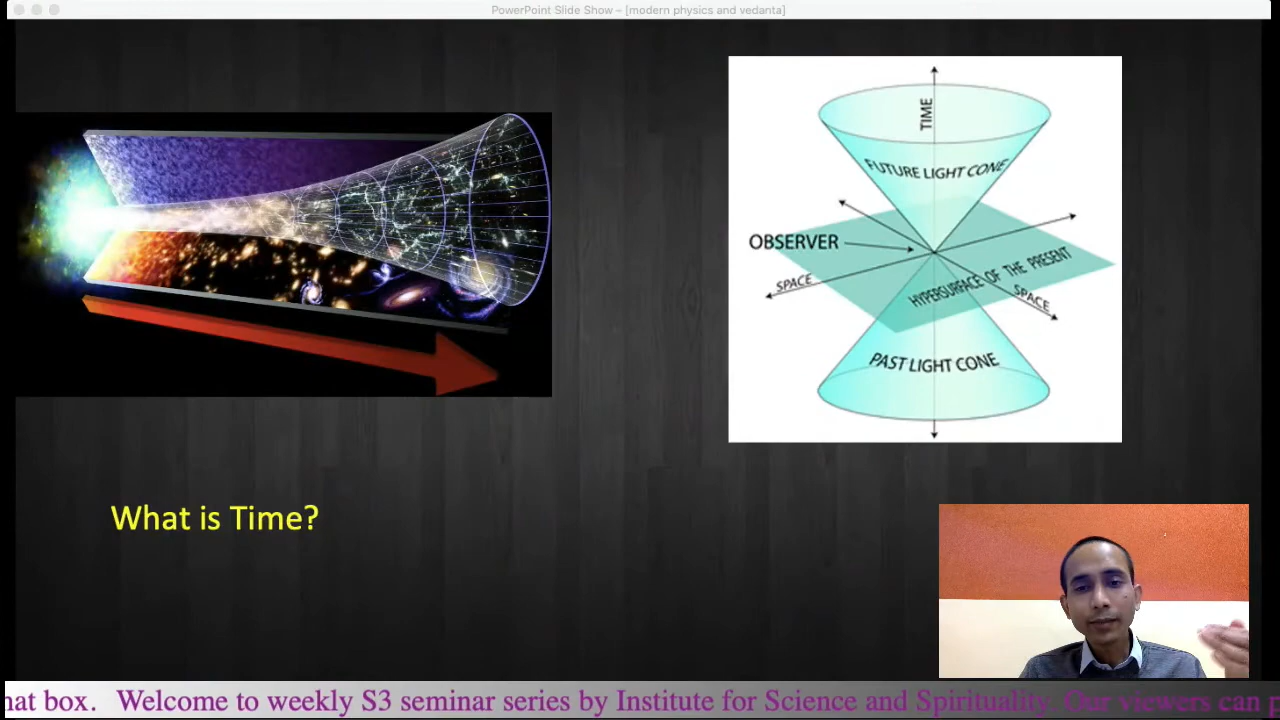 PowerPoint Slide Show – [modern physics and vedanta]
TIME
FUTURE LIGHT CONE
OBSERVER
SPACE
HYPERSURFACE OF THE PRESENT
SPACE
PAST LIGHT CONE
What is Time?
box. Welcome to weekly S3 seminar series by Institute for Science and Spirituality. Our viewers can